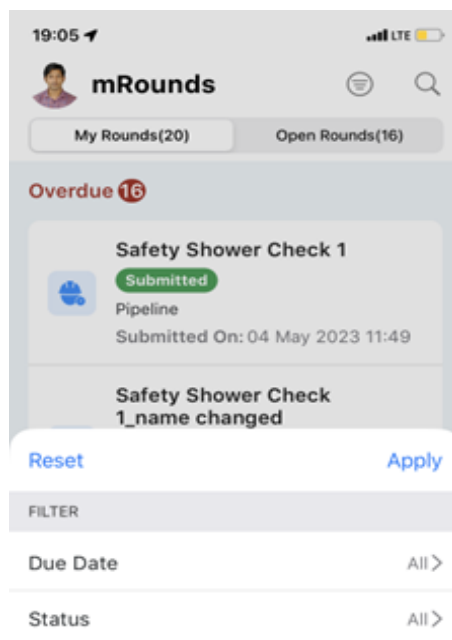 19:05 LTE
mRounds
My Rounds(20) Open Rounds(16)
Overdue 16
Safety Shower Check 1
Submitted
Pipeline
Submitted On: 04 May 2023 11:49
Safety Shower Check
1_name changed
Reset Apply
FILTER
Due Date All
Status All